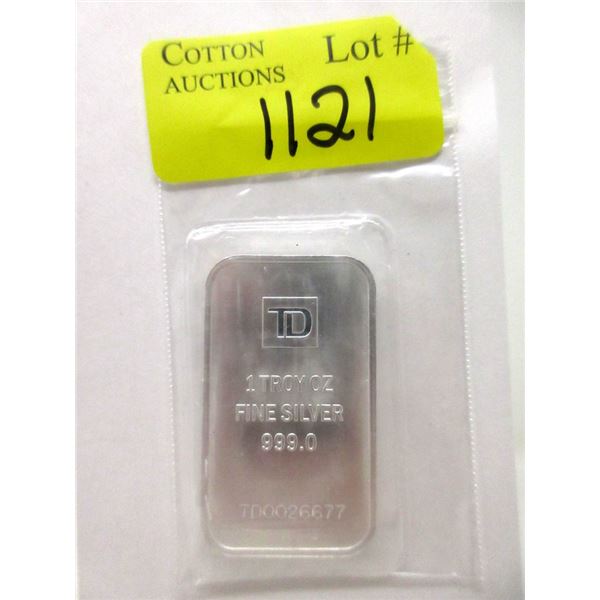 COTTON
AUCTIONS
Lot #
1121
TD
1 TROY OZ
FINE SILVER
999.0
TD0026677